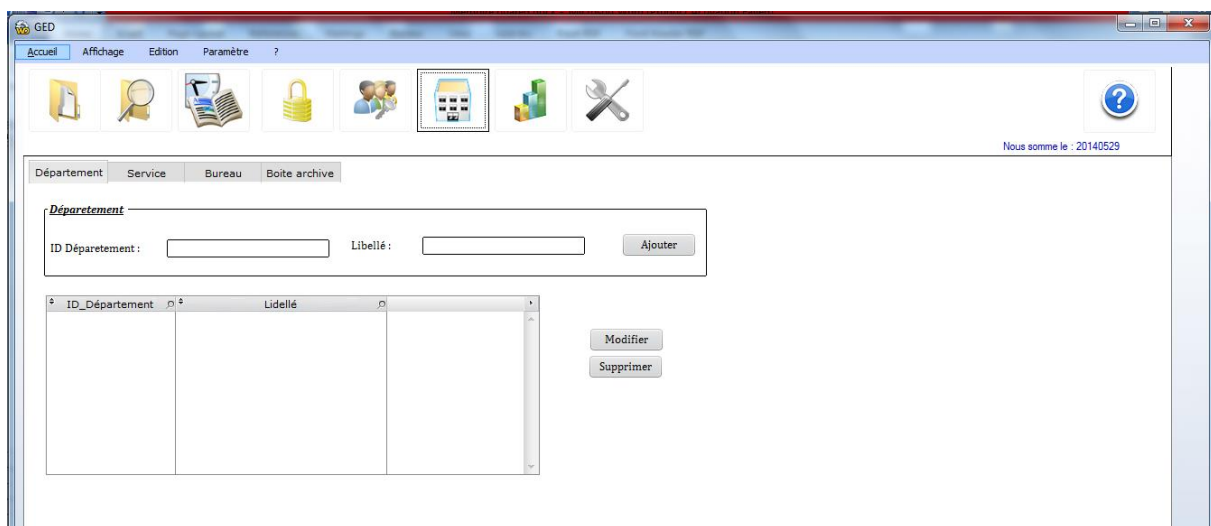 GED
Accueil Affichage Edition Paramètre ?
Nous somme le : 20140529
Département Service Bureau Boite archive
Déparetement
ID Déparetement : Libellé : Ajouter
ID_Département Lidellé
Modifier
Supprimer